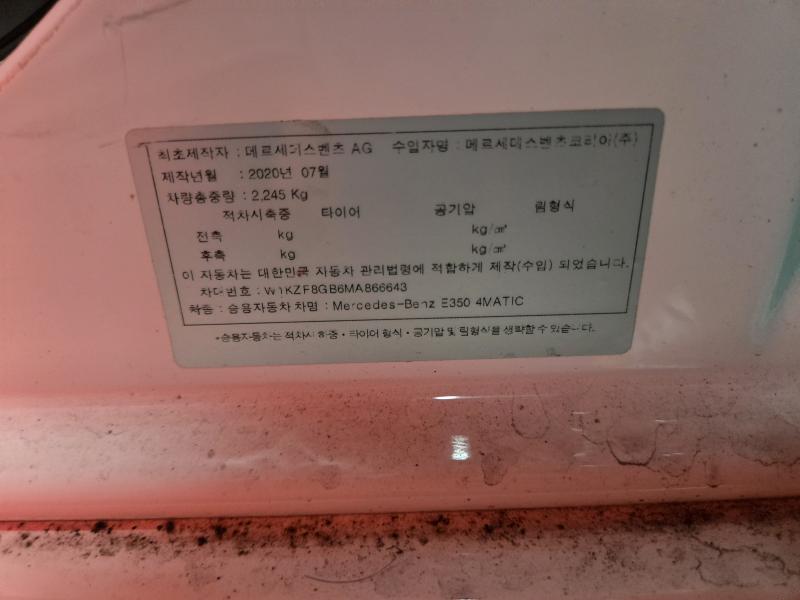 최초제작자 : 메르세데스벤츠 AG 수입자명 : 메르세데스벤츠코리아(주)
제작년월 : 2020년 07월
차량총중량 : 2,245 Kg
적차시축중 타이어 공기압 림형식
전축 kg kg/㎠
후축 kg kg/㎠
이 자동차는 대한민국 자동차 관리법령에 적합하게 제작(수입) 되었습니다.
차대번호 : W1KZF8GB6MA866643
차종 : 승용자동차 차명 : Mercedes-Benz E350 4MATIC
*승용자동차는 적차시 하중·타이어 형식·공기압 및 림형식을 생략할 수 있습니다.